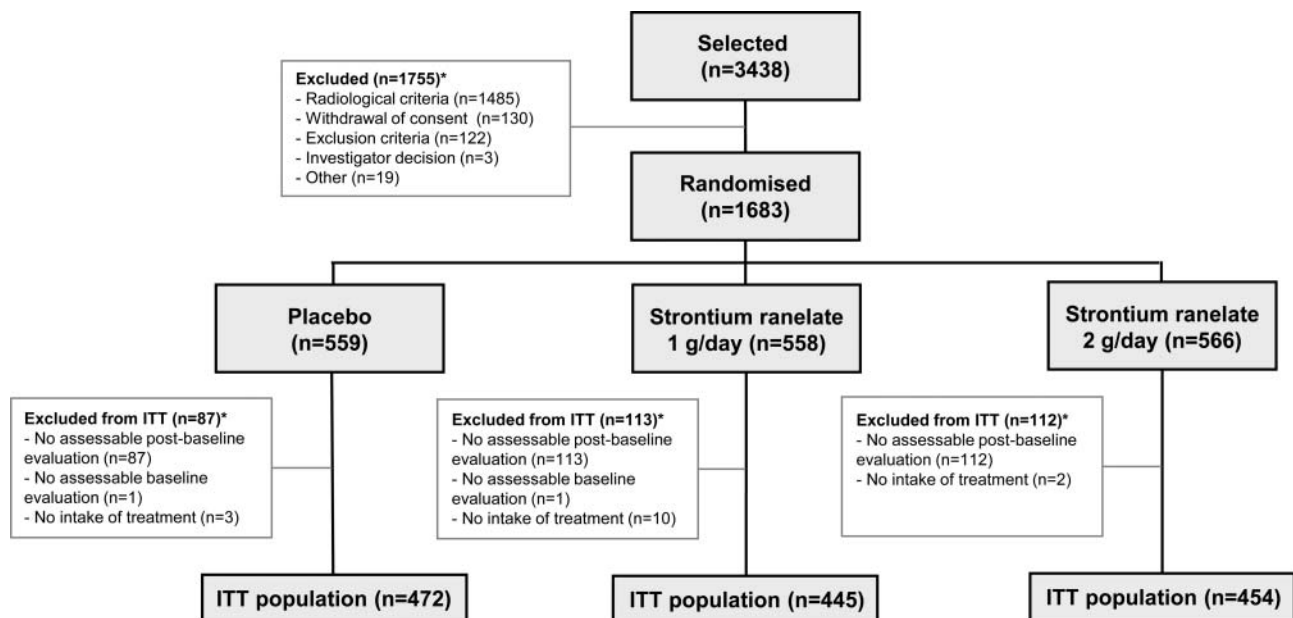 Selected
(n=3438)
Excluded (n=1755)*
- Radiological criteria (n=1485)
- Withdrawal of consent (n=130)
- Exclusion criteria (n=122)
- Investigator decision (n=3)
- Other (n=19)
Randomised
(n=1683)
Placebo
(n=559)
Strontium ranelate
1 g/day (n=558)
Strontium ranelate
2 g/day (n=566)
Excluded from ITT (n=87)*
- No assessable post-baseline
evaluation (n=87)
- No assessable baseline
evaluation (n=1)
- No intake of treatment (n=3)
Excluded from ITT (n=113)*
- No assessable post-baseline
evaluation (n=113)
- No assessable baseline
evaluation (n=1)
- No intake of treatment (n=10)
Excluded from ITT (n=112)*
- No assessable post-baseline
evaluation (n=112)
- No intake of treatment (n=2)
ITT population (n=472)
ITT population (n=445)
ITT population (n=454)